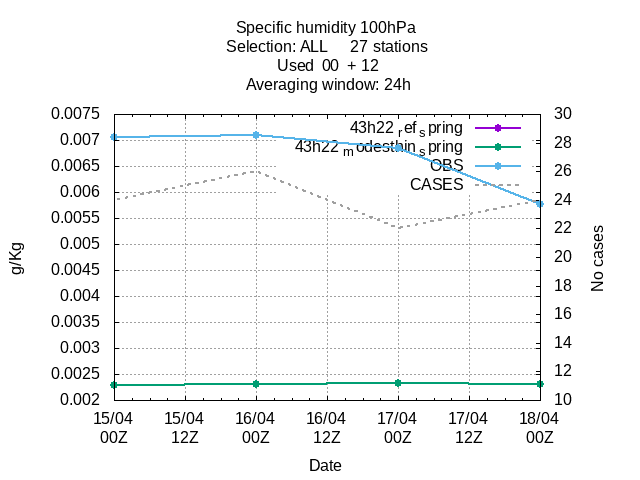 Specific humidity 100hPa
Selection: ALL     27 stations
Used  00  + 12
Averaging window: 24h
43h22_ref_spring
43h22_modesthin_spring
OBS
CASES
g/Kg
0.0075
0.007
0.0065
0.006
0.0055
0.005
0.0045
0.004
0.0035
0.003
0.0025
0.002
No cases
30
28
26
24
22
20
18
16
14
12
10
15/04 00Z
15/04 12Z
16/04 00Z
16/04 12Z
17/04 00Z
17/04 12Z
18/04 00Z
Date